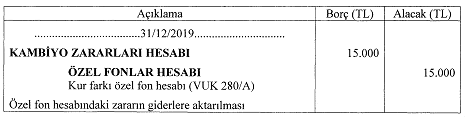 Açıklama Borç (TL) Alacak (TL)
.............................31/12/2019.................................
KAMBİYO ZARARLARI HESABI 15.000
ÖZEL FONLAR HESABI 15.000
Kur farkı özel fon hesabı (VUK 280/A)
Özel fon hesabındaki zararın giderlere aktarılması